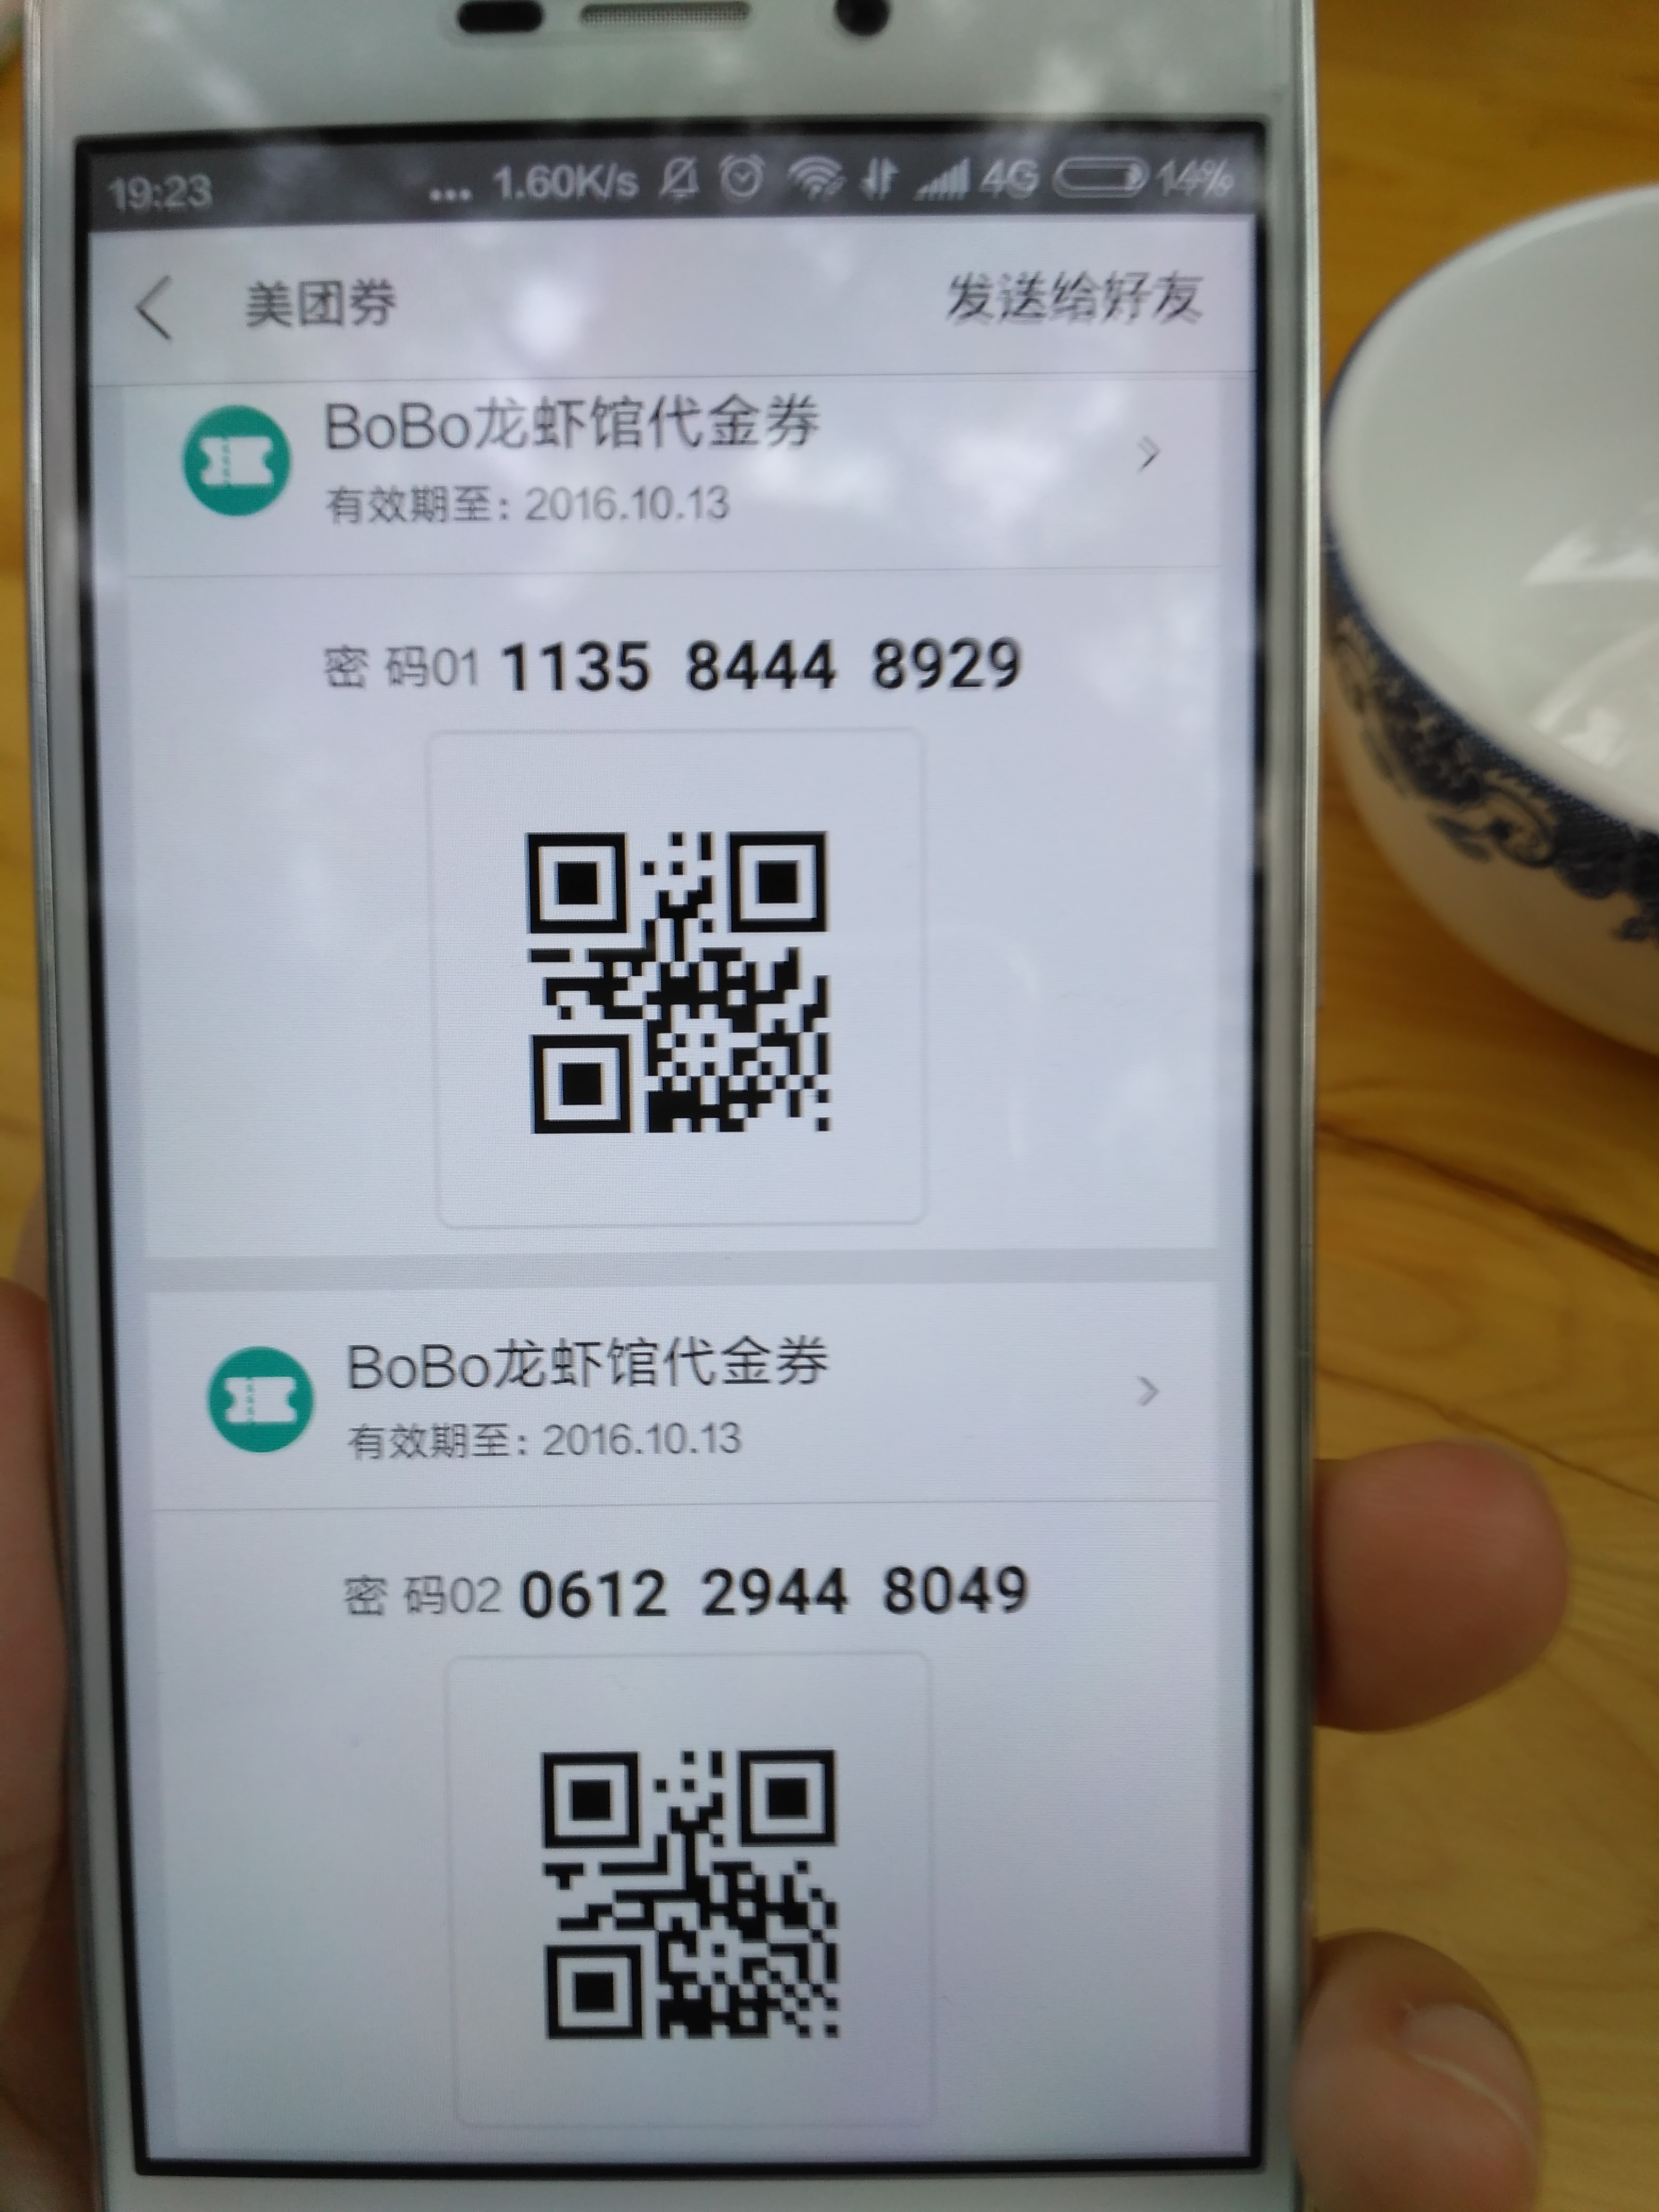 19:23 ... 1.60K/s 4G 14%
美团券 发送给好友
BoBo龙虾馆代金券
有效期至: 2016.10.13
密 码01 1135 8444 8929
BoBo龙虾馆代金券
有效期至: 2016.10.13
密 码02 0612 2944 8049